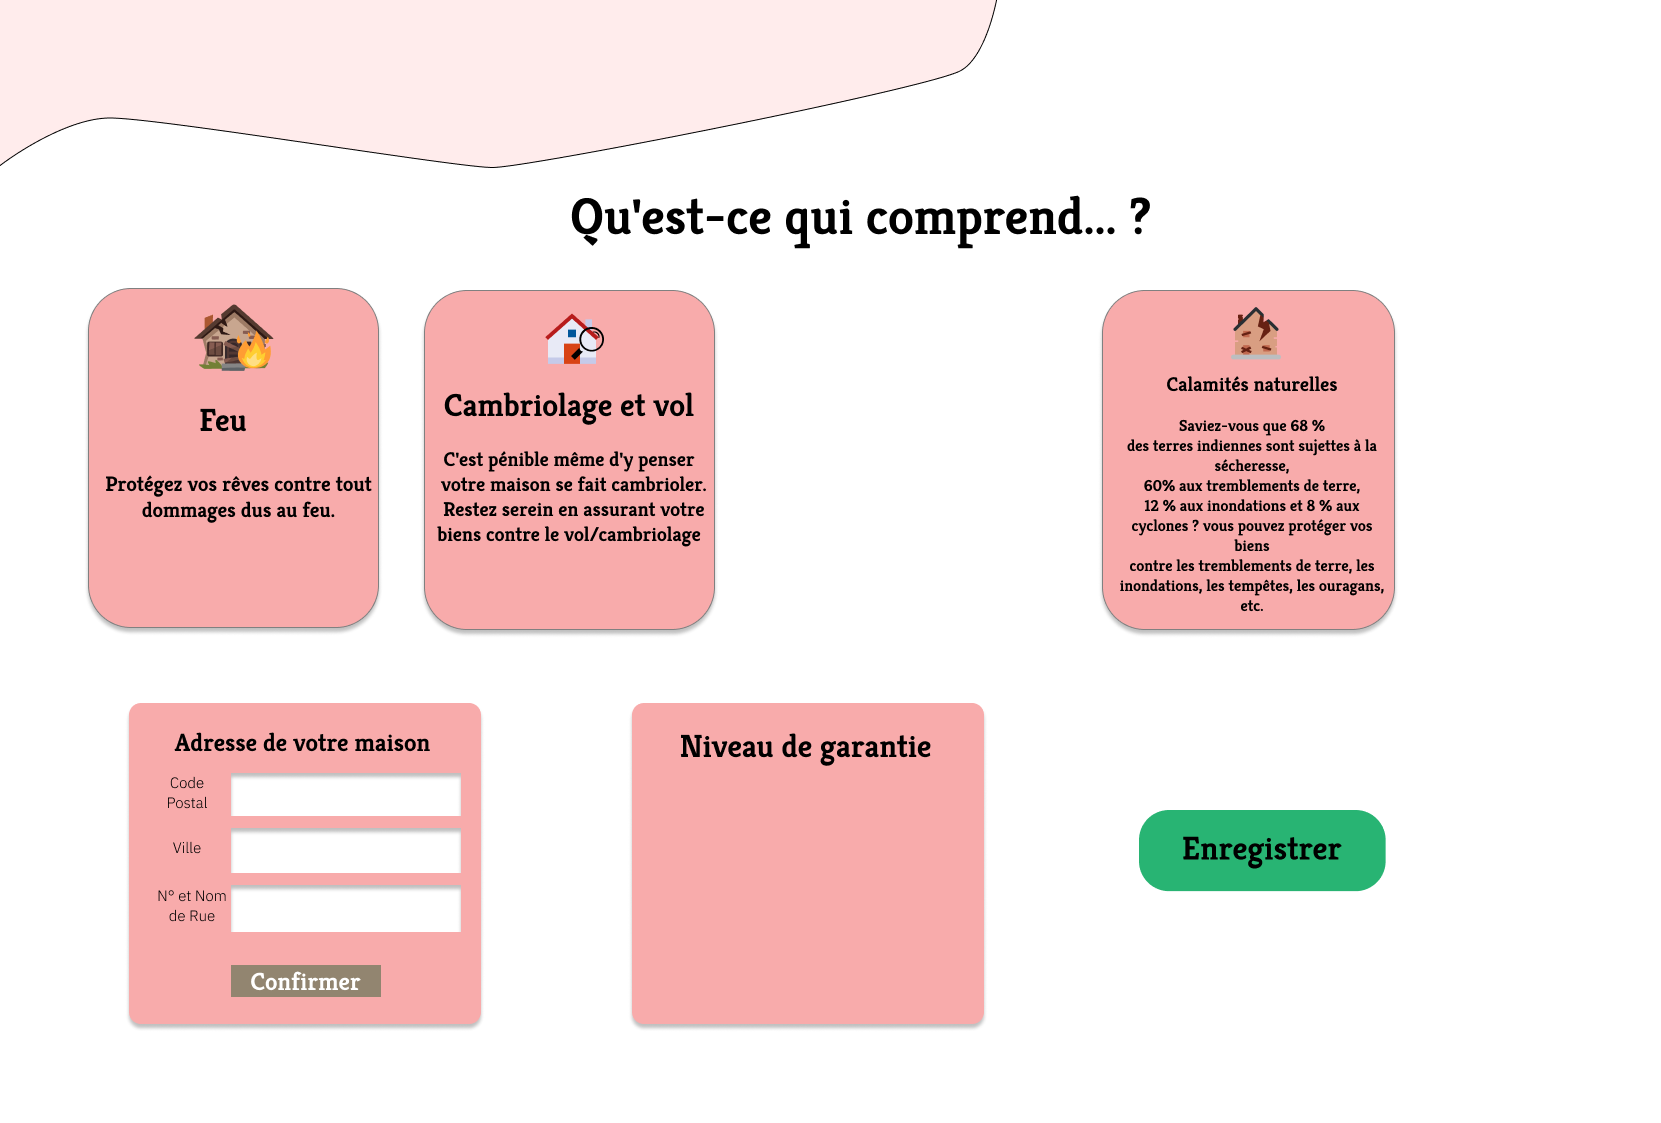 Qu'est-ce qui comprend... ?
Feu
Protégez vos rêves contre tout
dommages dus au feu.
Cambriolage et vol
C'est pénible même d'y penser
votre maison se fait cambrioler.
Restez serein en assurant votre
biens contre le vol/cambriolage
Calamités naturelles
Saviez-vous que 68 %
des terres indiennes sont sujettes à la
sécheresse,
60% aux tremblements de terre,
12 % aux inondations et 8 % aux
cyclones ? vous pouvez protéger vos
biens
contre les tremblements de terre, les
inondations, les tempêtes, les ouragans,
etc.
Adresse de votre maison
Code
Postal
Ville
N° et Nom
de Rue
Confirmer
Niveau de garantie
Enregistrer